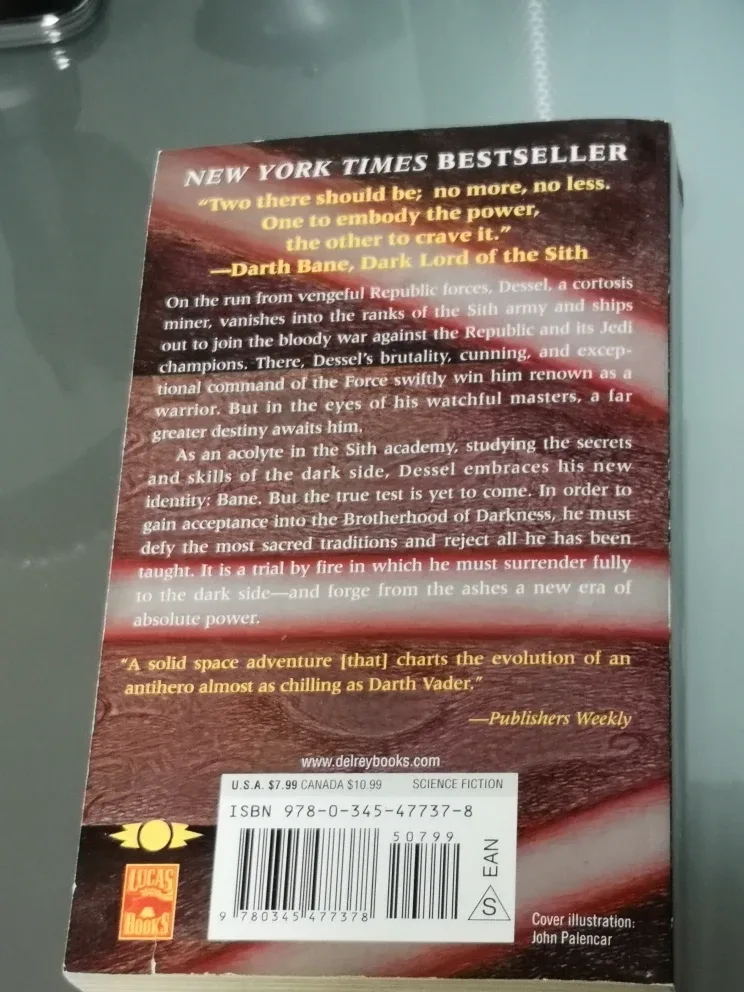 NEW YORK TIMES BESTSELLER
"Two there should be; no more, no less.
One to embody the power,
the other to crave it."
—Darth Bane, Dark Lord of the Sith
On the run from vengeful Republic forces, Dessel, a cortosis
miner, vanishes into the ranks of the Sith army and ships
out to join the bloody war against the Republic and its Jedi
champions. There, Dessel's brutality, cunning, and excep-
tional command of the Force swiftly win him renown as a
warrior. But in the eyes of his watchful masters, a far
greater destiny awaits him.
As an acolyte in the Sith academy, studying the secrets
and skills of the dark side, Dessel embraces his new
identity: Bane. But the true test is yet to come. In order to
gain acceptance into the Brotherhood of Darkness, he must
defy the most sacred traditions and reject all he has been
taught. It is a trial by fire in which he must surrender fully
to the dark side—and forge from the ashes a new era of
absolute power.
"A solid space adventure [that] charts the evolution of an
antihero almost as chilling as Darth Vader."
—Publishers Weekly
www.delreybooks.com
U.S.A. $7.99 CANADA $10.99 SCIENCE FICTION
ISBN 978-0-345-47737-8
50799
EAN
S
9 780345 477378
LUCAS
BOOKS
Cover illustration:
John Palencar